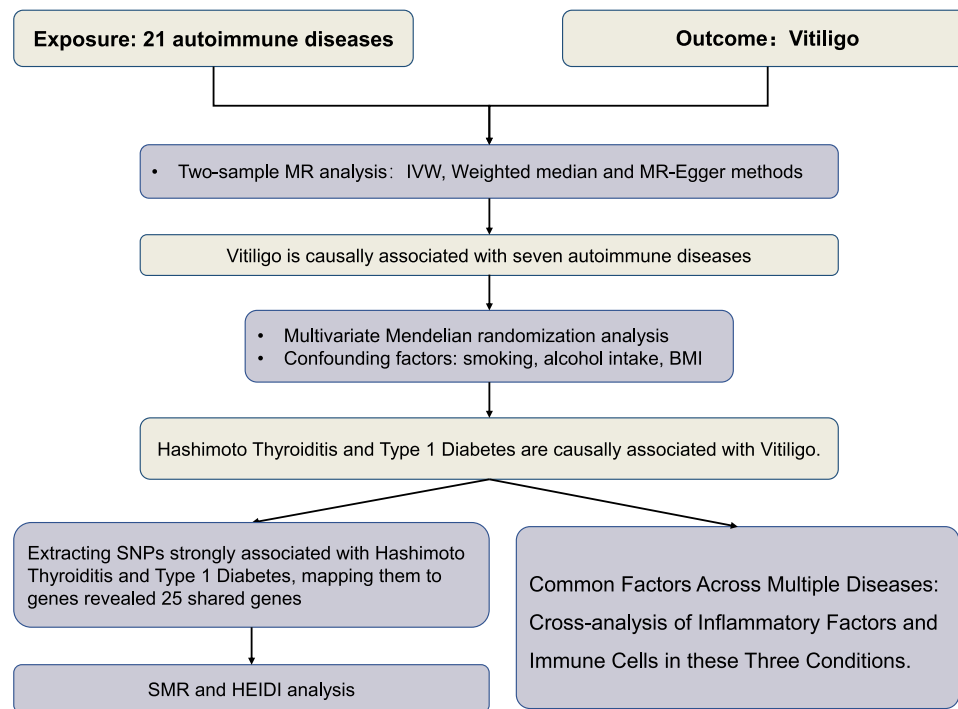 Exposure: 21 autoimmune diseases
Outcome：Vitiligo
• Two-sample MR analysis： IVW, Weighted median and MR-Egger methods
Vitiligo is causally associated with seven autoimmune diseases
• Multivariate Mendelian randomization analysis
• Confounding factors: smoking, alcohol intake, BMI
Hashimoto Thyroiditis and Type 1 Diabetes are causally associated with Vitiligo.
Extracting SNPs strongly associated with Hashimoto
Thyroiditis and Type 1 Diabetes, mapping them to
genes revealed 25 shared genes
SMR and HEIDI analysis
Common Factors Across Multiple Diseases:
Cross-analysis of Inflammatory Factors and
Immune Cells in these Three Conditions.